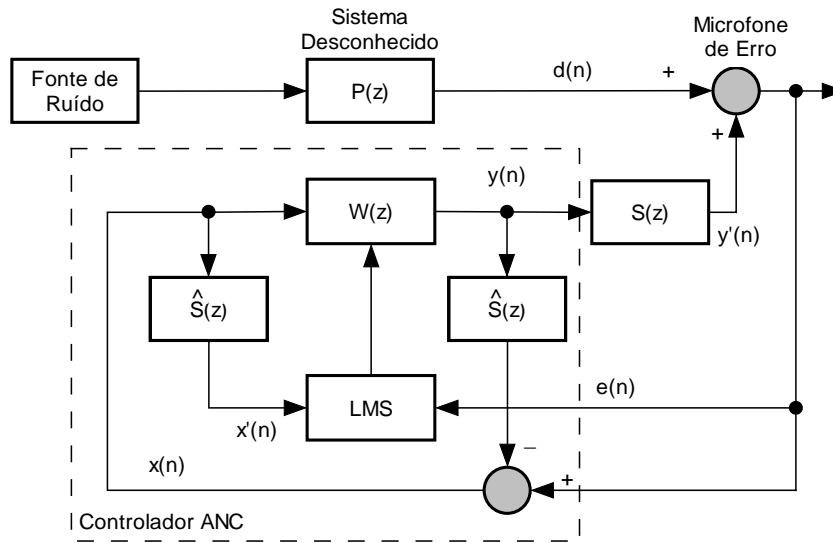 Sistema
Desconhecido
Microfone
de Erro
Fonte de
Ruído
P(z)
d(n)
+
+
W(z)
y(n)
S(z)
y'(n)
Ŝ(z)
Ŝ(z)
LMS
x'(n)
e(n)
x(n)
−
+
Controlador ANC